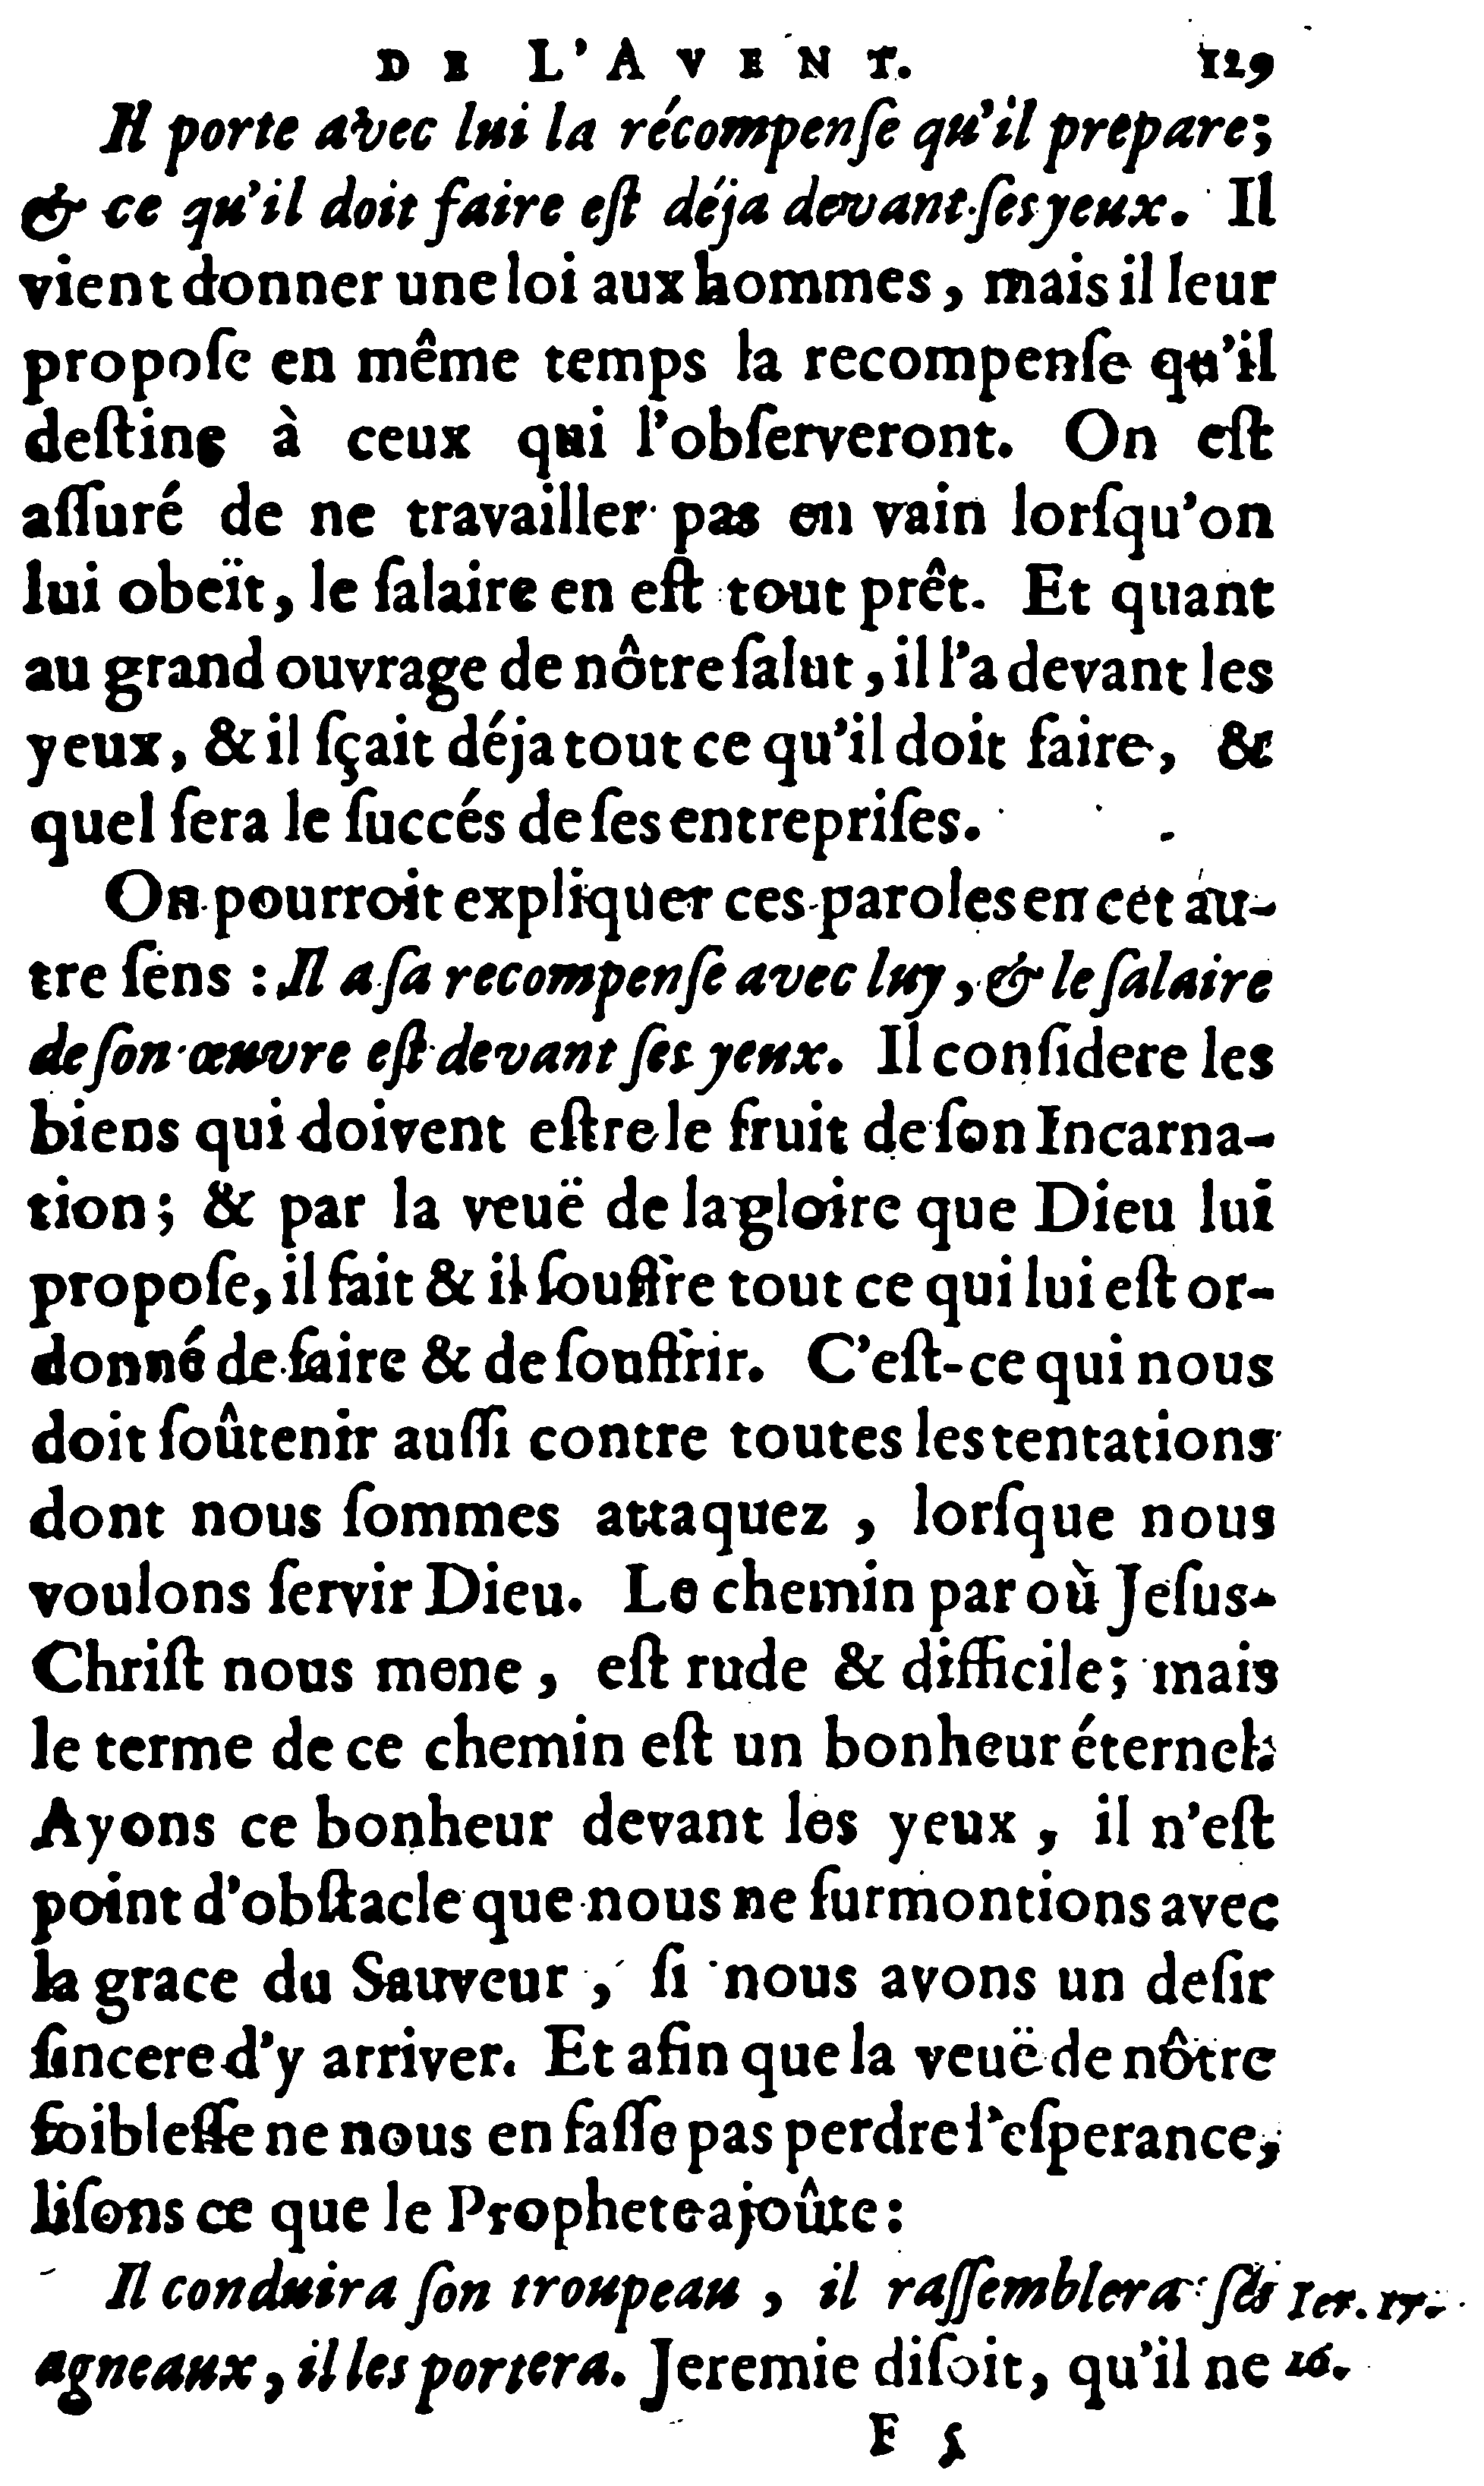 DE L'AVENT. 129
Il porte avec lui la récompenſe qu'il prepare;
& ce qu'il doit faire eſt déja devant ſes yeux. Il
vient donner une loi aux hommes, mais il leur
propoſe en même temps la recompenſe qu'il
deſtine à ceux qui l'obſerveront. On eſt
aſſuré de ne travailler pas en vain lorſqu'on
lui obeït, le ſalaire en eſt tout prêt. Et quant
au grand ouvrage de nôtre ſalut, il l'a devant les
yeux, & il ſçait déja tout ce qu'il doit faire, &
quel ſera le ſuccés de ſes entrepriſes.
On pourroit expliquer ces paroles en cet au-
tre ſens : Il a ſa recompenſe avec luy, & le ſalaire
de ſon œuvre eſt devant ſes yeux. Il conſidere les
biens qui doivent eſtre le fruit de ſon Incarna-
tion; & par la veuë de la gloire que Dieu lui
propoſe, il fait & il ſouffre tout ce qui lui eſt or-
donné de faire & de ſouffrir. C'eſt-ce qui nous
doit ſoûtenir auſſi contre toutes les tentations
dont nous ſommes attaquez, lorſque nous
voulons ſervir Dieu. Le chemin par où Jeſus-
Chriſt nous mene, eſt rude & difficile; mais
le terme de ce chemin eſt un bonheur éternel.
Ayons ce bonheur devant les yeux, il n'eſt
point d'obſtacle que nous ne ſurmontions avec
la grace du Sauveur, ſi nous avons un deſir
ſincere d'y arriver. Et afin que la veuë de nôtre
foibleſſe ne nous en faſſe pas perdre l'eſperance,
liſons ce que le Prophete ajoûte:
Il conduira ſon troupeau, il raſſemblera ſes
agneaux, il les portera. Jeremie diſoit, qu'il ne
Ier. 17.
16.
F 5